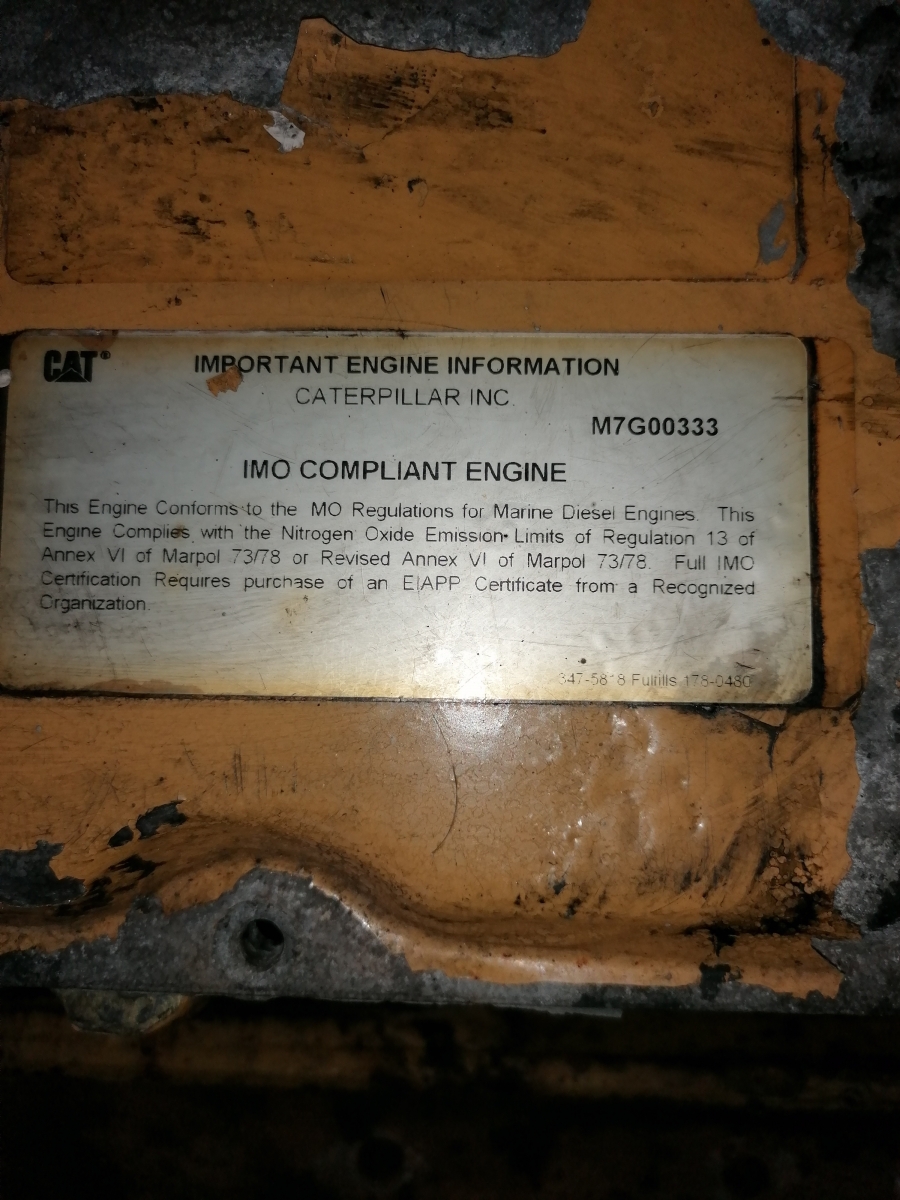 CAT®
IMPORTANT ENGINE INFORMATION
CATERPILLAR INC.
M7G00333
IMO COMPLIANT ENGINE
This Engine Conforms to the MO Regulations for Marine Diesel Engines. This
Engine Complies with the Nitrogen Oxide Emission Limits of Regulation 13 of
Annex VI of Marpol 73/78 or Revised Annex VI of Marpol 73/78. Full IMO
Certification Requires purchase of an EIAPP Certificate from a Recognized
Organization.
Fulfills 178-0480